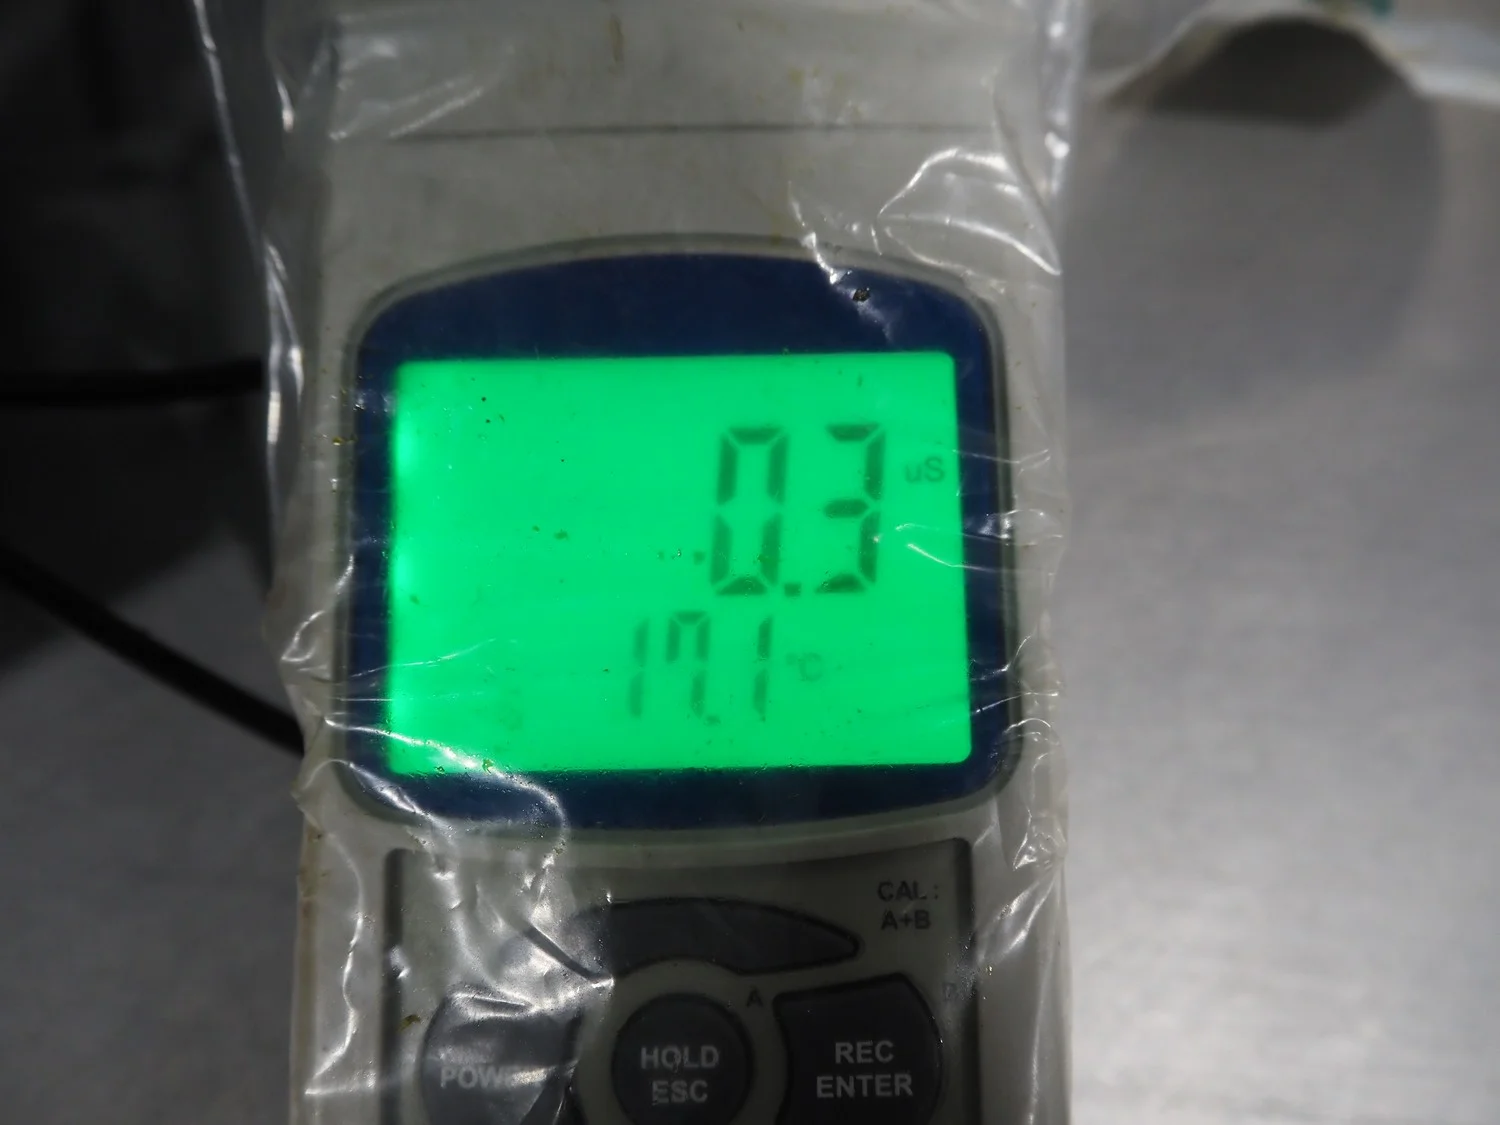 0.3 uS
17.1 °C
CAL:
A+B
A
POW
HOLD
ESC
REC
ENTER